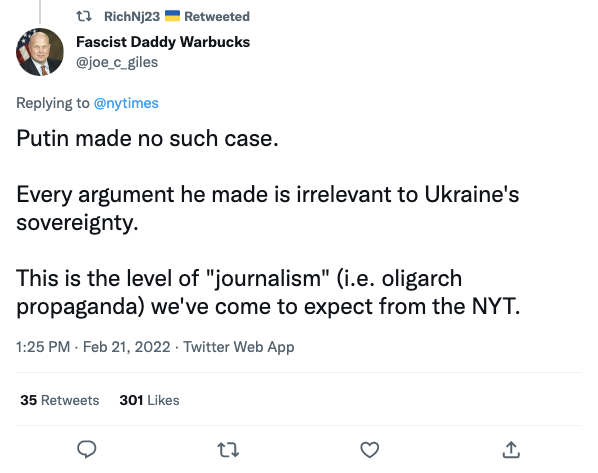 RichNj23 🇺🇦 Retweeted
Fascist Daddy Warbucks
@joe_c_giles
Replying to @nytimes
Putin made no such case.
Every argument he made is irrelevant to Ukraine's
sovereignty.
This is the level of "journalism" (i.e. oligarch
propaganda) we've come to expect from the NYT.
1:25 PM · Feb 21, 2022 · Twitter Web App
35 Retweets 301 Likes